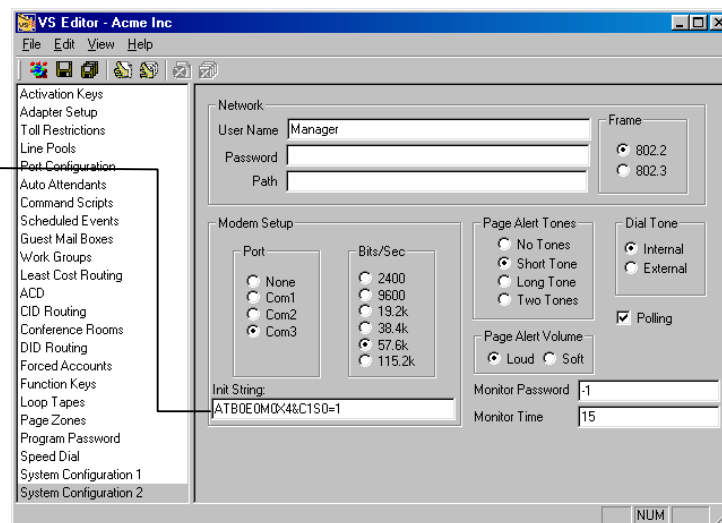 VS Editor - Acme Inc
File Edit View Help
Activation Keys
Adapter Setup
Toll Restrictions
Line Pools
Port Configuration
Auto Attendants
Command Scripts
Scheduled Events
Guest Mail Boxes
Work Groups
Least Cost Routing
ACD
CID Routing
Conference Rooms
DID Routing
Forced Accounts
Function Keys
Loop Tapes
Page Zones
Program Password
Speed Dial
System Configuration 1
System Configuration 2
Network
User Name Manager
Password
Path
Frame
802.2
802.3
Modem Setup
Port
None
Com1
Com2
Com3
Bits/Sec
2400
9600
19.2k
38.4k
57.6k
115.2k
Init String:
ATB0E0M0X4&C1S0=1
Page Alert Tones
No Tones
Short Tone
Long Tone
Two Tones
Dial Tone
Internal
External
Polling
Page Alert Volume
Loud Soft
Monitor Password -1
Monitor Time 15
NUM